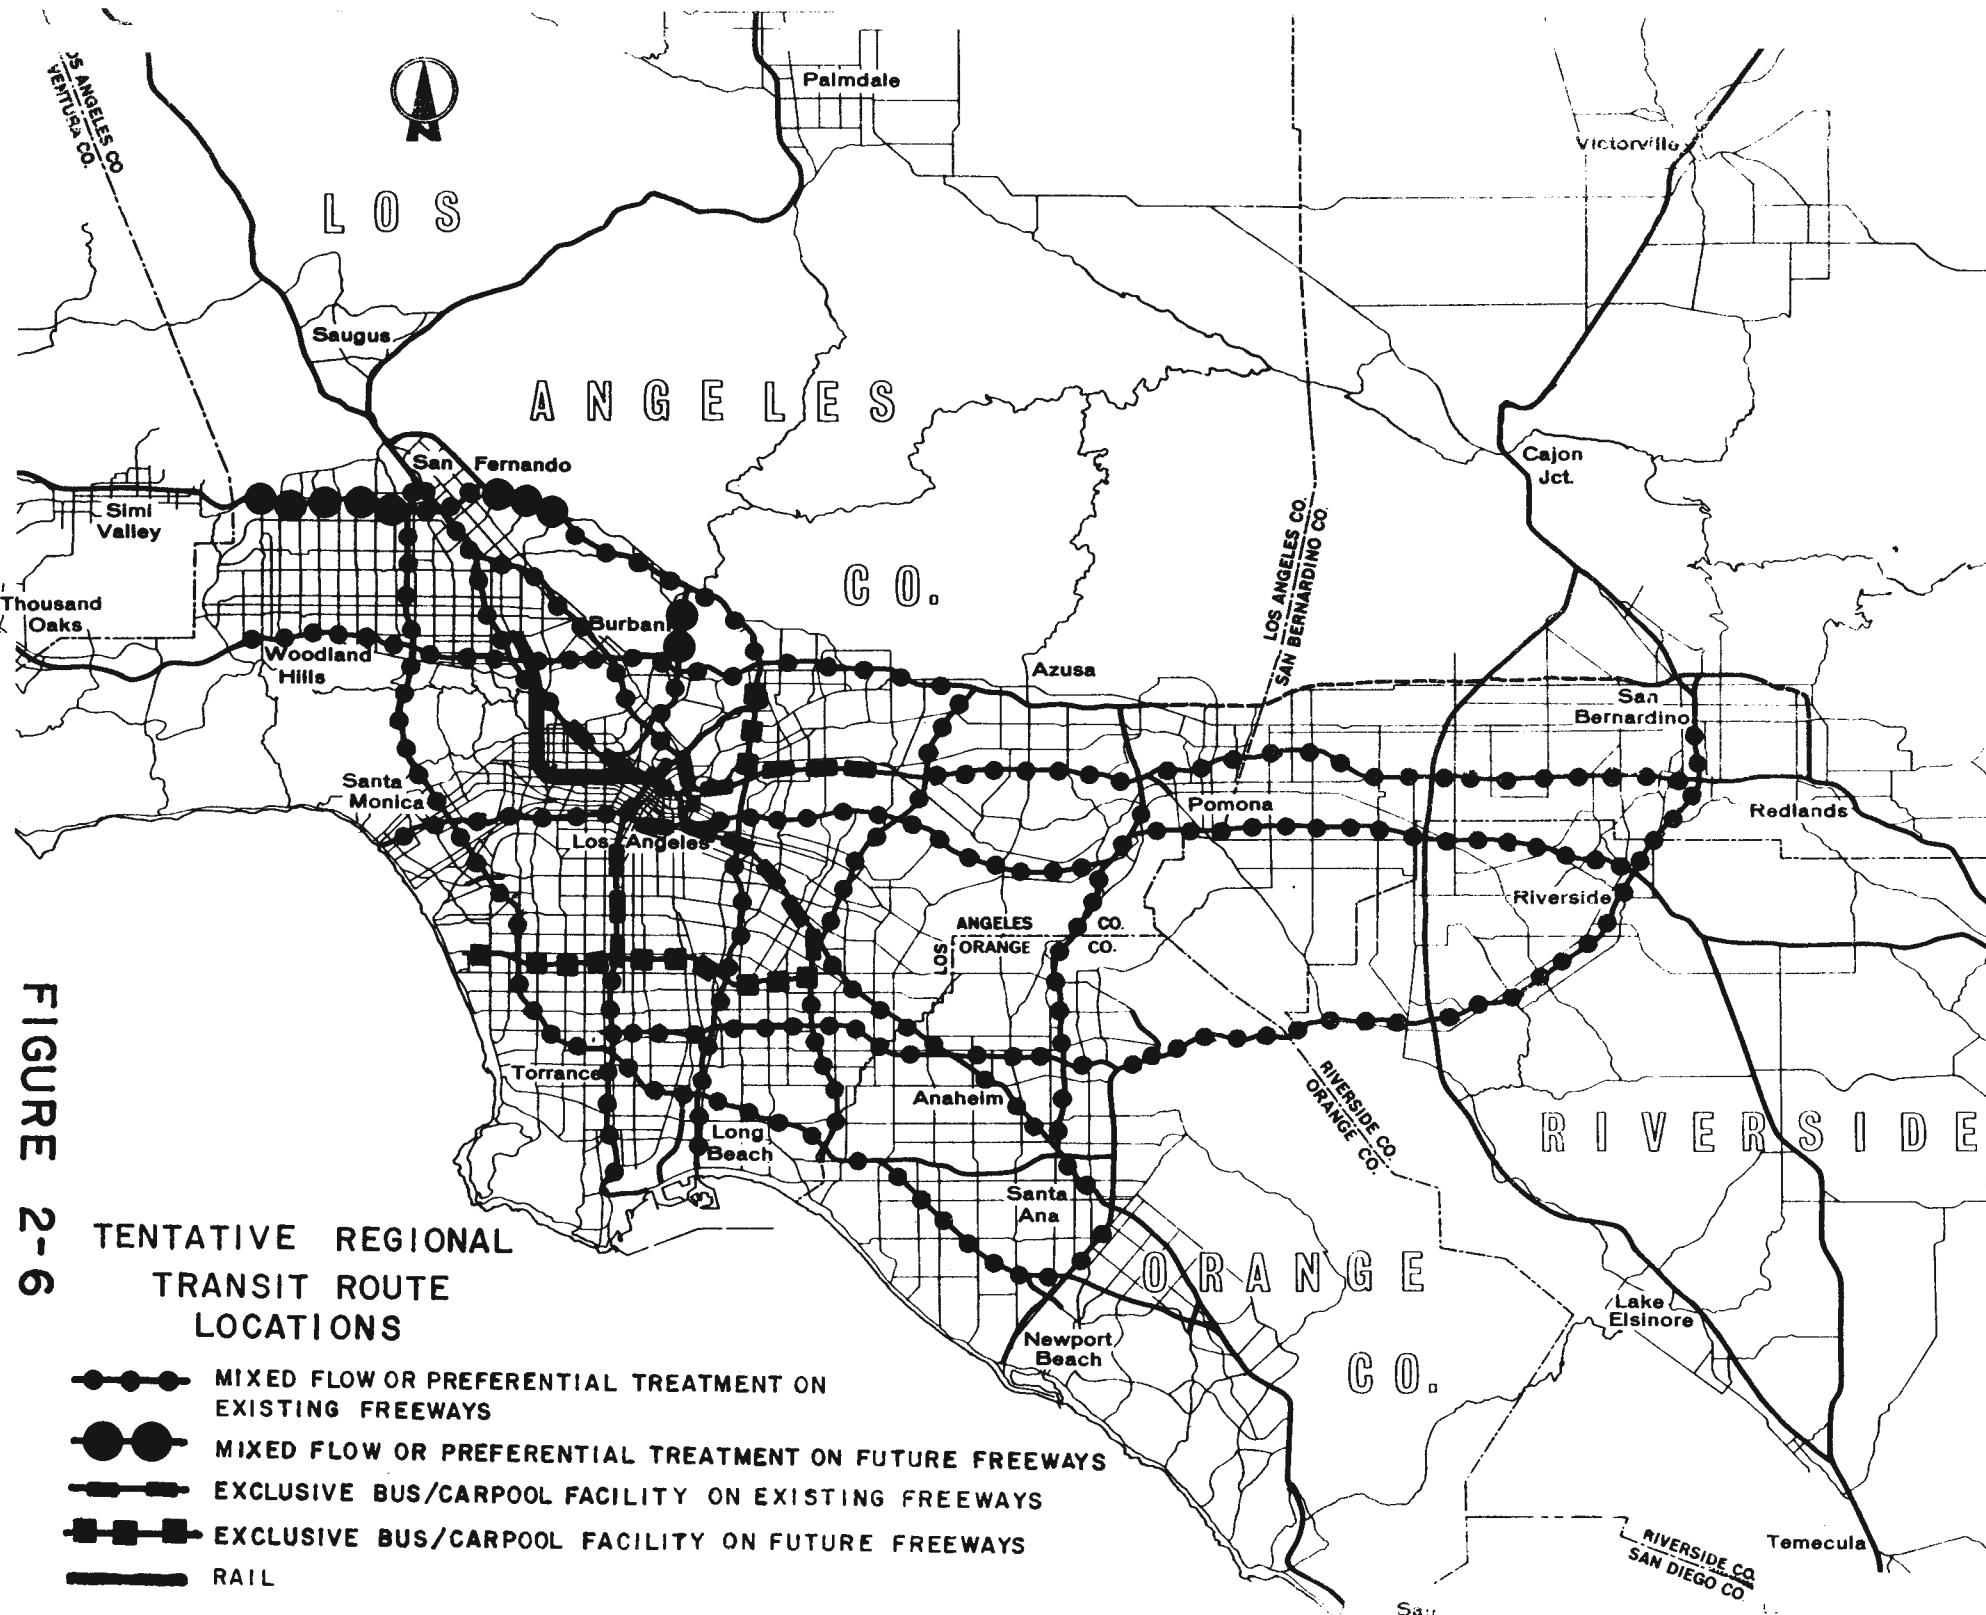 LOS ANGELES CO
VENTURA CO.
N
Palmdale
Victorville
LOS
Saugus
ANGELES
CO.
San Fernando
Cajon
Jct.
Simi
Valley
LOS ANGELES CO.
SAN BERNARDINO CO.
Thousand
Oaks
Burbank
Woodland
Hills
Azusa
San
Bernardino
Santa
Monica
Pomona
Redlands
Los Angeles
Riverside
ANGELES CO.
LOS
ORANGE CO.
Torrance
Anaheim
RIVERSIDE CO.
ORANGE CO.
RIVERSIDE
Long
Beach
Santa
Ana
ORANGE
CO.
Lake
Elsinore
Newport
Beach
Temecula
RIVERSIDE CO.
SAN DIEGO CO.
FIGURE 2-6
TENTATIVE REGIONAL
TRANSIT ROUTE
LOCATIONS
MIXED FLOW OR PREFERENTIAL TREATMENT ON
EXISTING FREEWAYS
MIXED FLOW OR PREFERENTIAL TREATMENT ON FUTURE FREEWAYS
EXCLUSIVE BUS/CARPOOL FACILITY ON EXISTING FREEWAYS
EXCLUSIVE BUS/CARPOOL FACILITY ON FUTURE FREEWAYS
RAIL